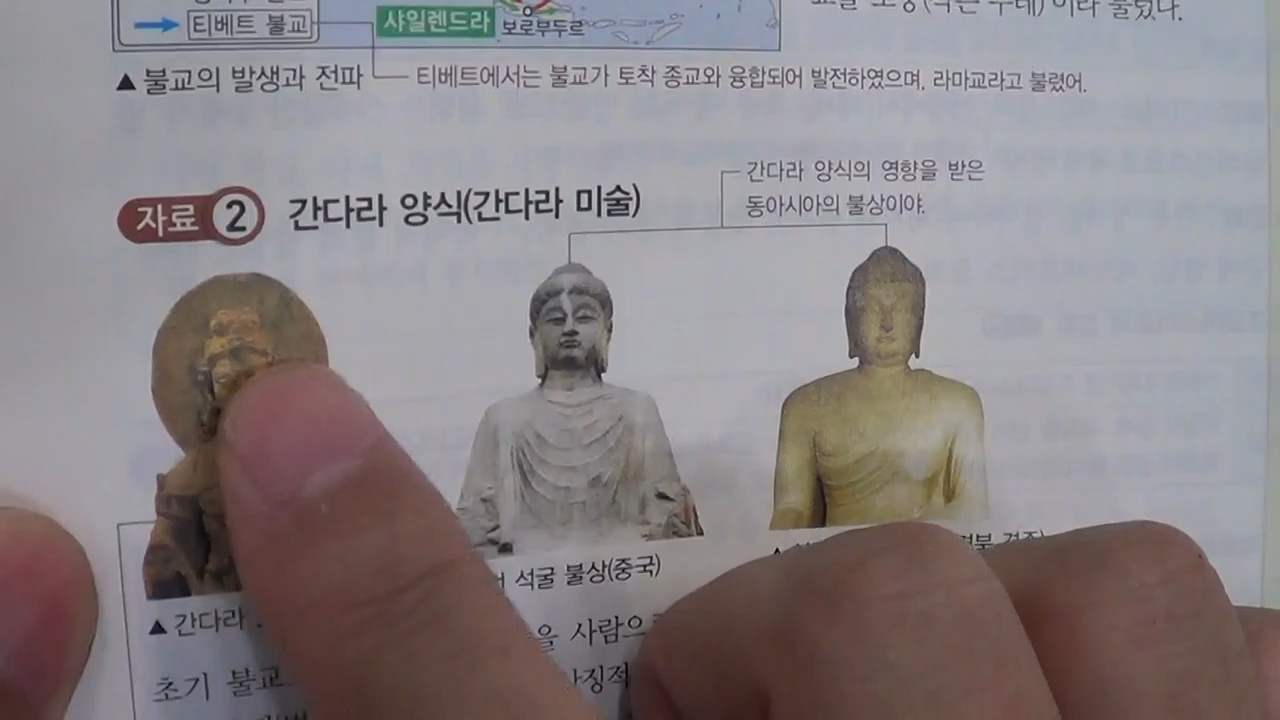 티베트 불교
샤일렌드라
보로부두르
▲ 불교의 발생과 전파
티베트에서는 불교가 토착 종교와 융합되어 발전하였으며, 라마교라고 불렸어.
자료 2 간다라 양식(간다라 미술)
간다라 양식의 영향을 받은
동아시아의 불상이야.
▲ 간다라
석굴 불상(중국)
초기 불교